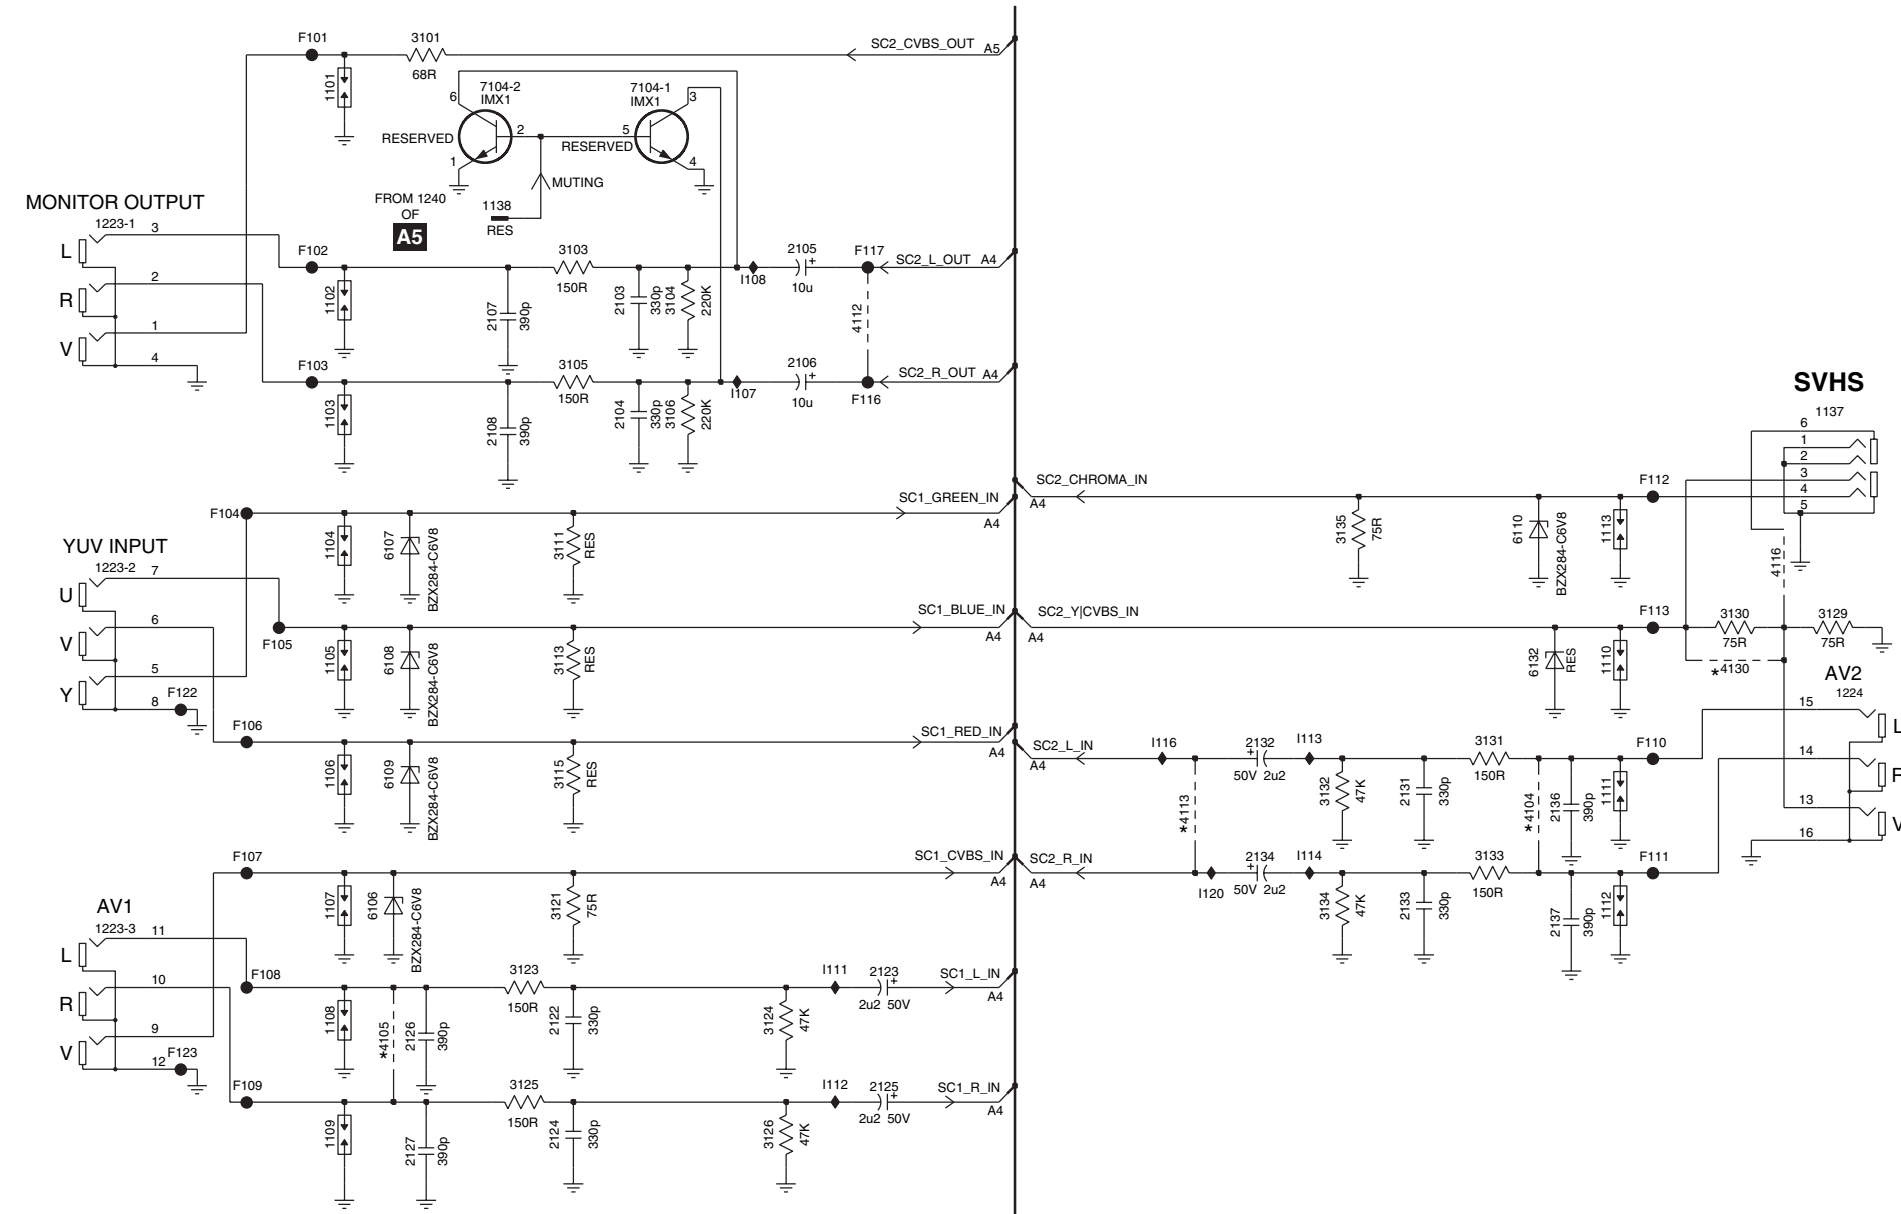 F101
3101
68R
1101
SC2_CVBS_OUT
A5
7104-2
IMX1
6
2
1
RESERVED
7104-1
IMX1
3
5
4
RESERVED
MUTING
FROM 1240
OF
A5
1138
RES
MONITOR OUTPUT
1223-1
L
3
R
2
V
1
4
F102
1102
2107
390p
3103
150R
2103
330p
3104
220K
I108
2105
+
10u
F117
SC2_L_OUT
A4
4112
F103
1103
2108
390p
3105
150R
2104
330p
3106
220K
I107
2106
+
10u
F116
SC2_R_OUT
A4
YUV INPUT
1223-2
U
7
V
6
Y
5
8
F122
F104
1104
6107
BZX284-C6V8
3111
RES
SC1_GREEN_IN
A4
F105
1105
6108
BZX284-C6V8
3113
RES
SC1_BLUE_IN
A4
F106
1106
6109
BZX284-C6V8
3115
RES
SC1_RED_IN
A4
F107
1107
6106
BZX284-C6V8
3121
75R
SC1_CVBS_IN
A4
AV1
1223-3
L
11
R
10
V
9
12
F123
F108
1108
*4105
2126
390p
3123
150R
2122
330p
3124
47K
I111
2123
+
2u2 50V
SC1_L_IN
A4
F109
1109
2127
390p
3125
150R
2124
330p
3126
47K
I112
2125
+
2u2 50V
SC1_R_IN
A4
SVHS
1137
6
1
2
3
4
5
SC2_CHROMA_IN
A4
3135
75R
6110
BZX284-C6V8
1113
F112
4116
SC2_Y|CVBS_IN
A4
6132
RES
1110
F113
3130
75R
3129
75R
*4130
AV2
1224
15
L
14
13
16
SC2_L_IN
A4
I116
*4113
2132
+
50V 2u2
I113
3132
47K
2131
330p
3131
150R
*4104
2136
390p
1111
F110
SC2_R_IN
A4
I120
2134
+
50V 2u2
I114
3134
47K
2133
330p
3133
150R
2137
390p
1112
F111